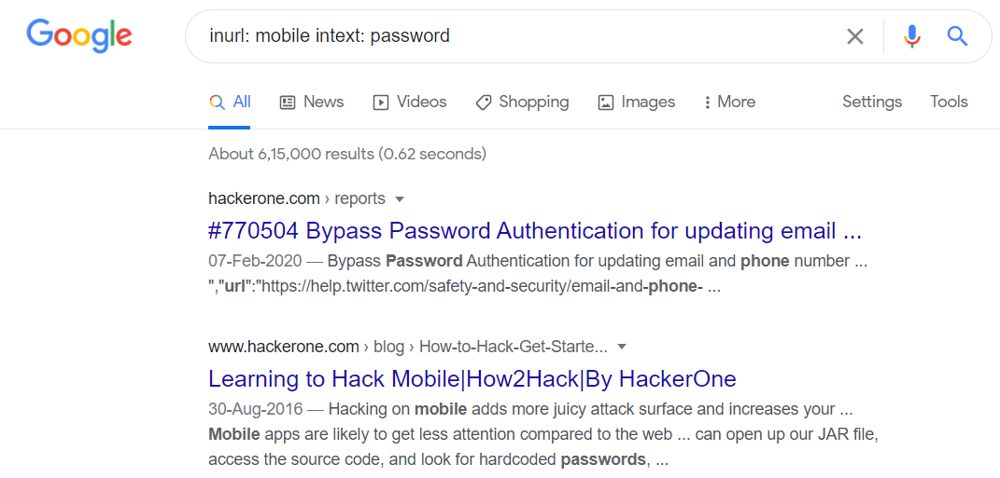 Google
inurl: mobile intext: password
All News Videos Shopping Images More Settings Tools
About 6,15,000 results (0.62 seconds)
hackerone.com › reports
#770504 Bypass Password Authentication for updating email ...
07-Feb-2020 — Bypass Password Authentication for updating email and phone number ...
","url":"https://help.twitter.com/safety-and-security/email-and-phone- ...
www.hackerone.com › blog › How-to-Hack-Get-Starte...
Learning to Hack Mobile|How2Hack|By HackerOne
30-Aug-2016 — Hacking on mobile adds more juicy attack surface and increases your ...
Mobile apps are likely to get less attention compared to the web ... can open up our JAR file,
access the source code, and look for hardcoded passwords, ...